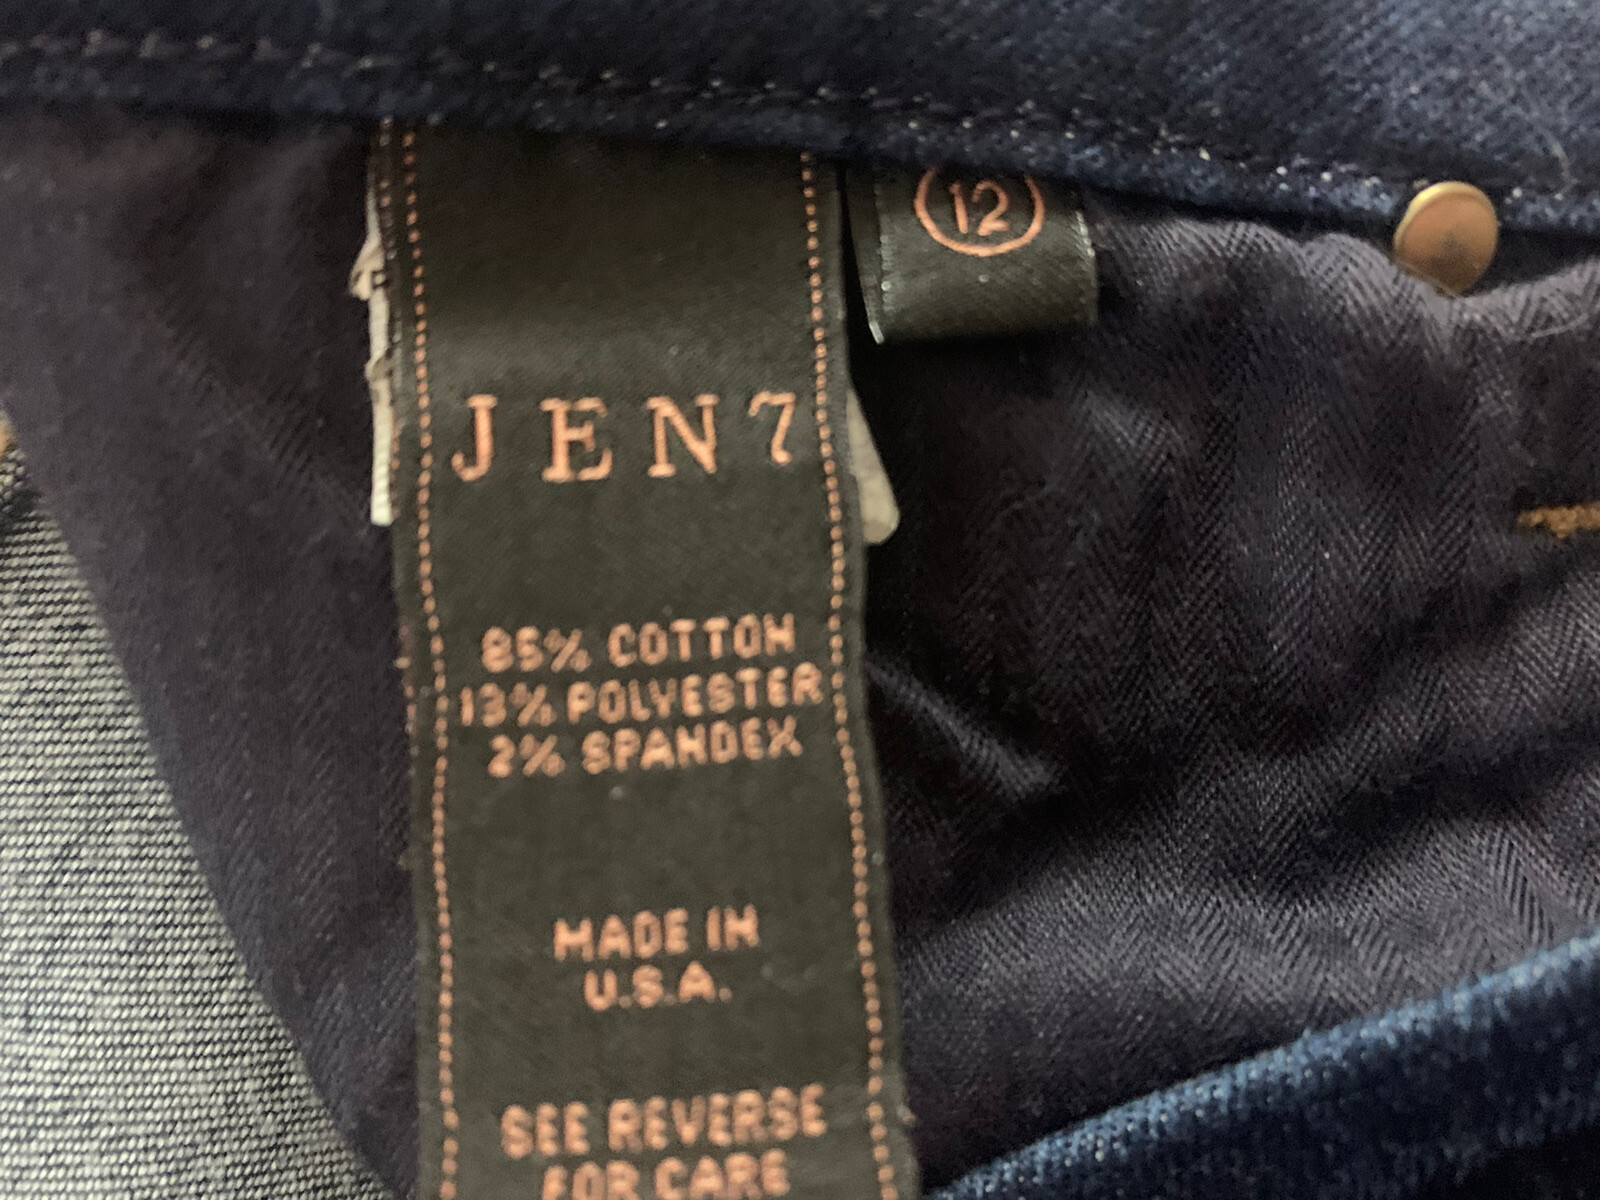 12
JEN7
85% COTTON
13% POLYESTER
2% SPANDEX
MADE IN
U.S.A.
SEE REVERSE
FOR CARE